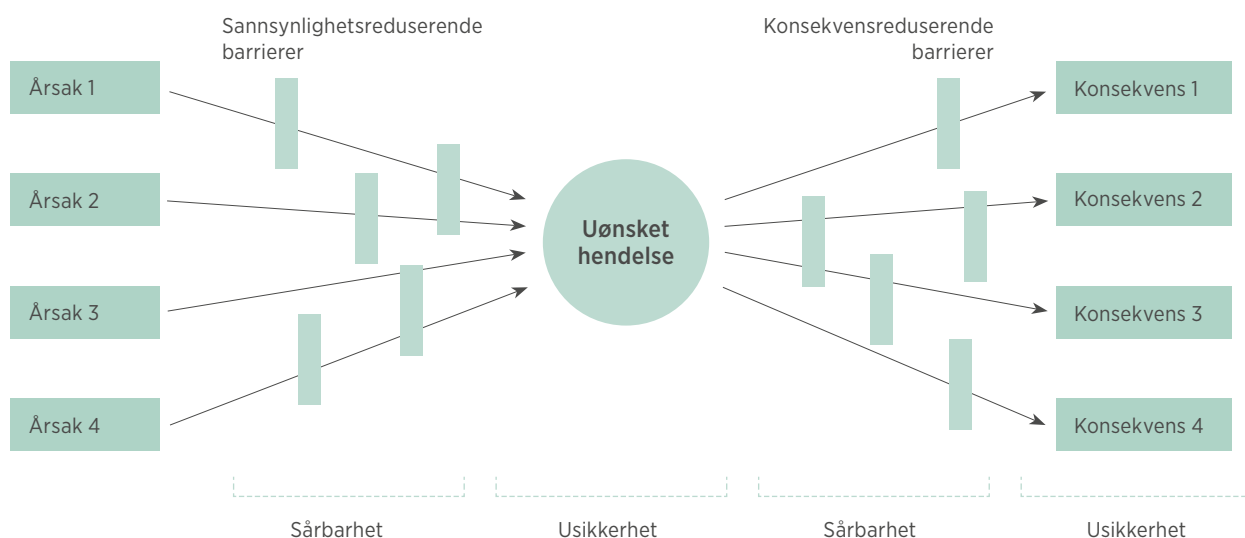 Sannsynlighetsreduserende
barrierer
Konsekvensreduserende
barrierer
Årsak 1
Årsak 2
Årsak 3
Årsak 4
Uønsket
hendelse
Konsekvens 1
Konsekvens 2
Konsekvens 3
Konsekvens 4
Sårbarhet
Usikkerhet
Sårbarhet
Usikkerhet